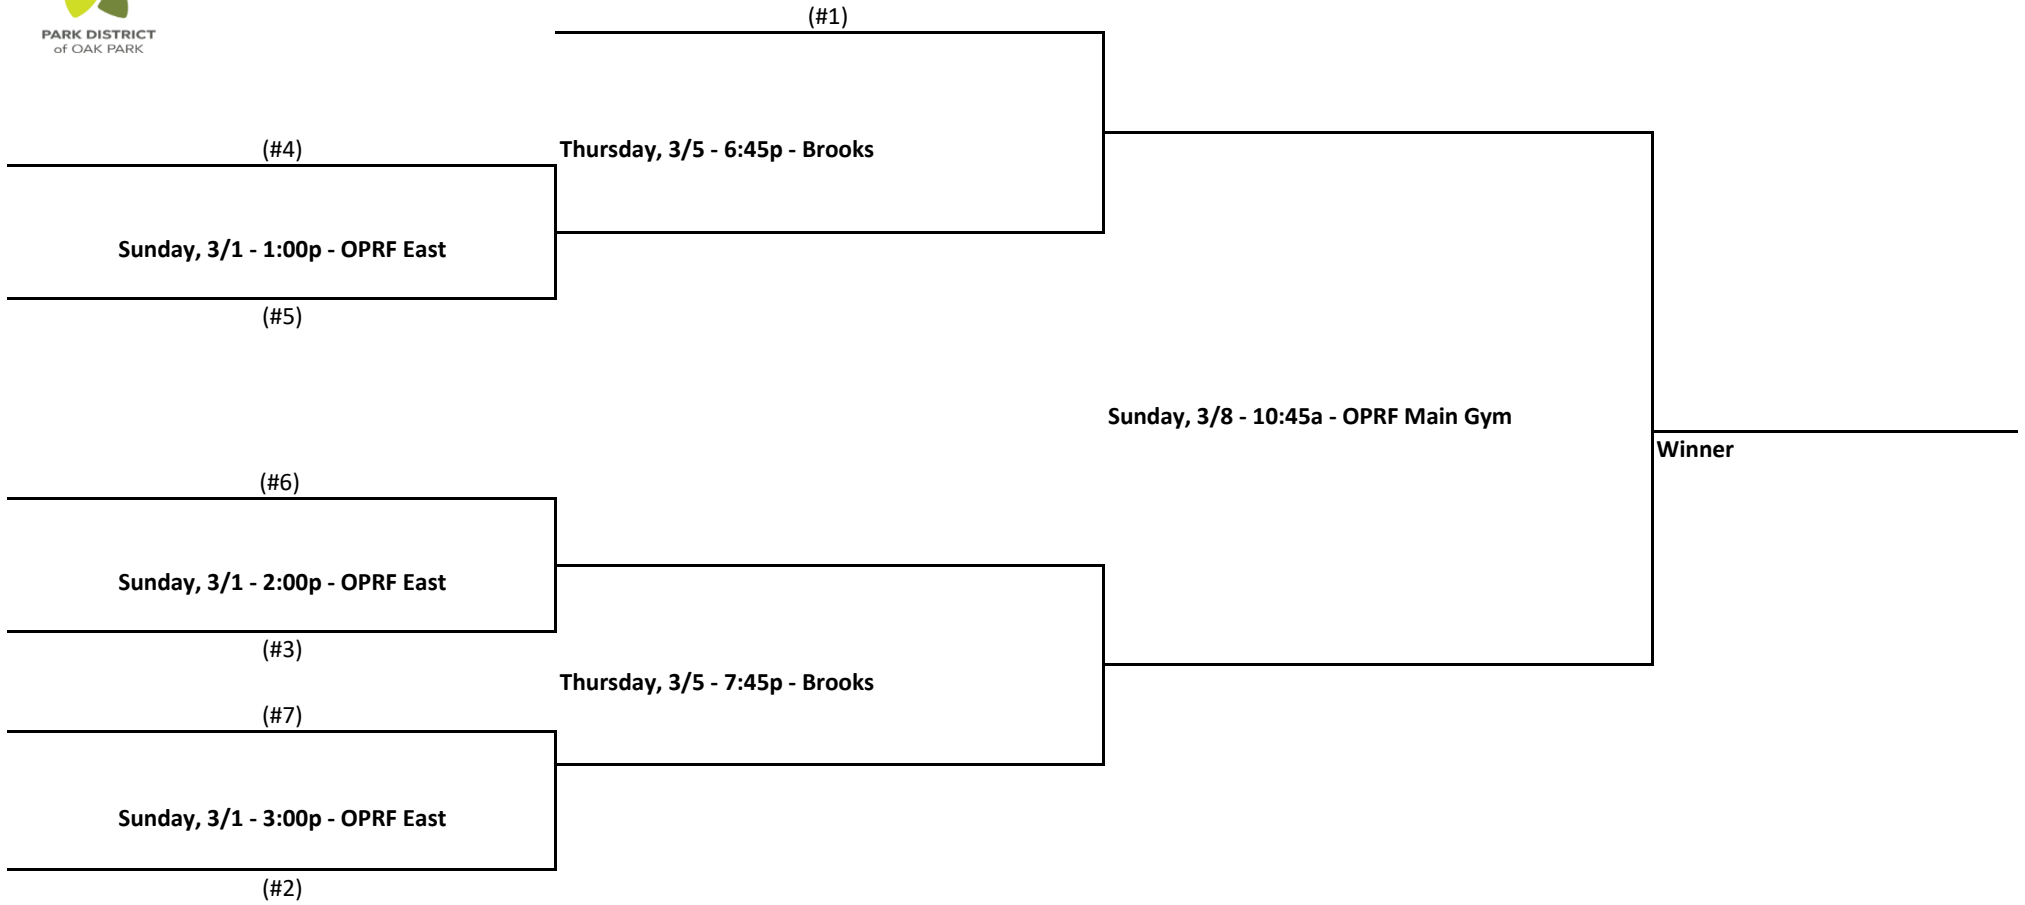 PARK DISTRICT
of OAK PARK
(#1)
(#4)
Thursday, 3/5 - 6:45p - Brooks
Sunday, 3/1 - 1:00p - OPRF East
(#5)
Sunday, 3/8 - 10:45a - OPRF Main Gym
Winner
(#6)
Sunday, 3/1 - 2:00p - OPRF East
(#3)
Thursday, 3/5 - 7:45p - Brooks
(#7)
Sunday, 3/1 - 3:00p - OPRF East
(#2)